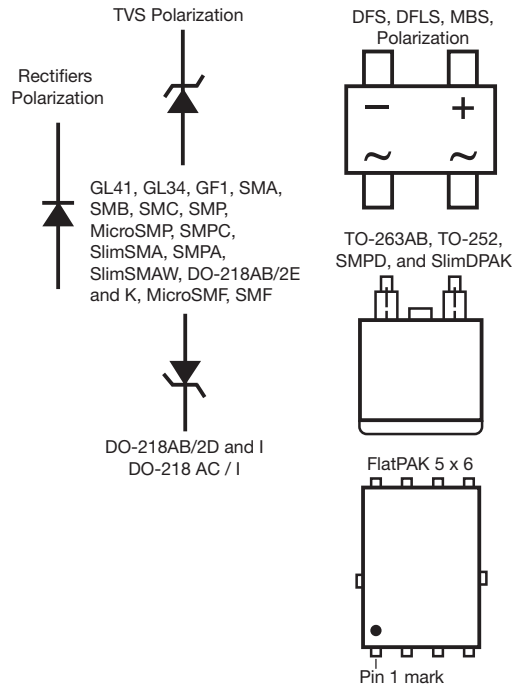 TVS Polarization
Rectifiers
Polarization
GL41, GL34, GF1, SMA,
SMB, SMC, SMP,
MicroSMP, SMPC,
SlimSMA, SMPA,
SlimSMAW, DO-218AB/2E
and K, MicroSMF, SMF
DO-218AB/2D and I
DO-218 AC / I
DFS, DFLS, MBS,
Polarization
− +
~ ~
TO-263AB, TO-252,
SMPD, and SlimDPAK
FlatPAK 5 x 6
Pin 1 mark